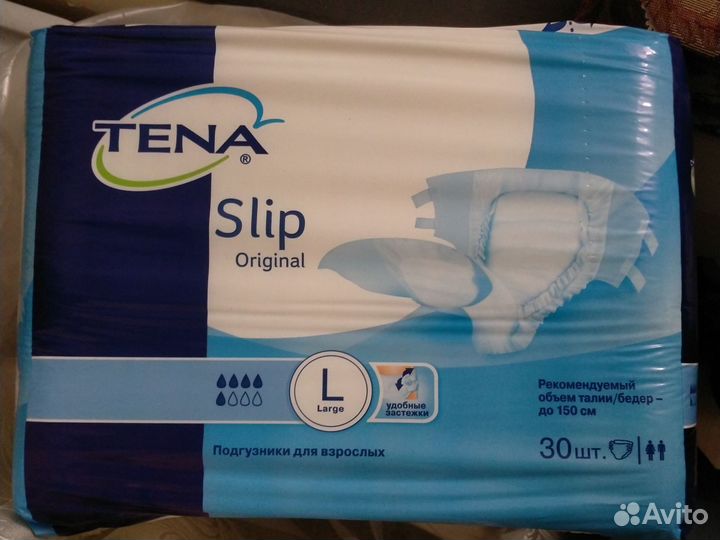 TENA®
Slip
Original
L
Large
удобные
застежки
Рекомендуемый
объем талии/бедер –
до 150 см
Подгузники для взрослых
30 шт.
Avito